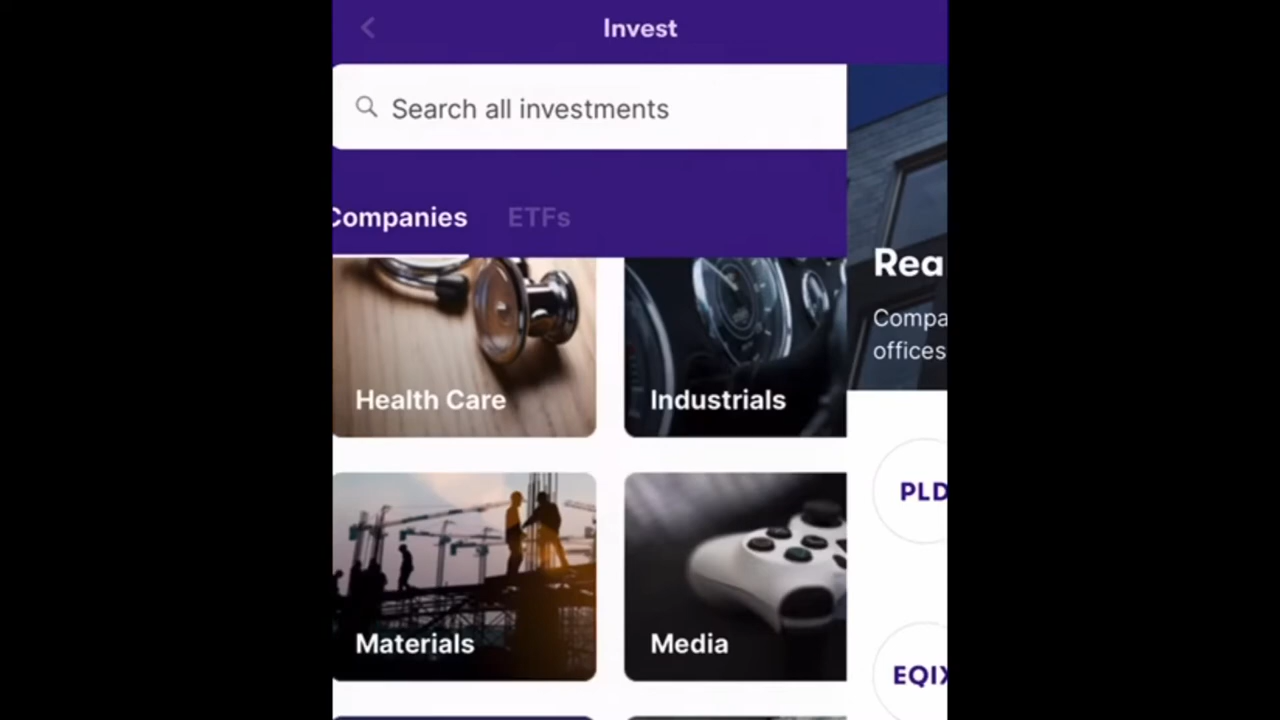 Invest
Search all investments
Companies ETFs
Rea
Compa
offices
Health Care
Industrials
PLD
Materials
Media
EQIX